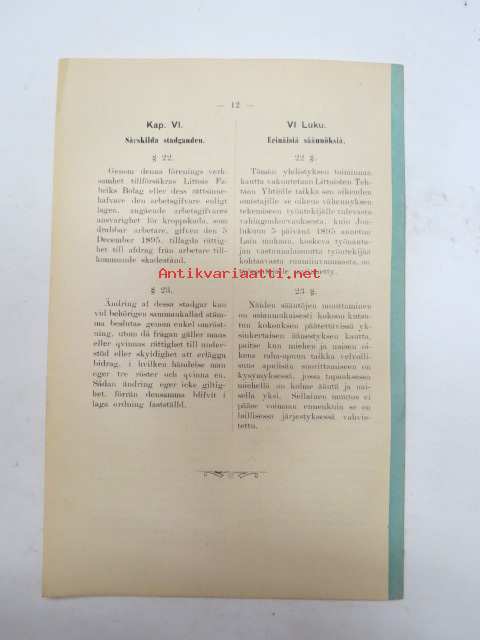 — 12 —
Kap. VI.
Särskilda stadganden.
§ 22.
Genom denna förenings verk-
samhet tillförsäkras Littois Fa-
briks Bolag eller dess rättsinne-
hafvare den arbetsgifvare enligt
lagen, angående arbetsgifvares
ansvarighet för kroppskada, som
drabbar arbetare, gifven den 5
December 1895, tillagda rättig-
het till afdrag från arbetare till-
kommande skadestånd.
§ 23.
Ändring af dessa stadgar kan
vid behörigen sammankallad stäm-
ma beslutas genom enkel omröst-
ning, utom då frågan gäller mans
eller qvinnas rättighet till under-
stöd eller skyldighet att erlägga
bidrag, i hvilken händelse man
eger tre röster och qvinna en.
Sådan ändring eger icke giltig-
het, förrän densamma blifvit i
laga ordning fastställd.
VI Luku.
Erinäisiä säännöksiä.
22 §.
Tämän yhdistyksen toiminnan
kautta vakuutetaan Littoisten Teh-
taan Yhtiölle taikka sen oikeuden
omistajille se oikeus vähennyksen
tekemiseen työntekijälle tulevasta
vahingonkorvauksesta, kuin Jou-
lukuun 5 päivänä 1895 annetun
Lain mukaan, koskeva työnanta-
jan vastuunalaisuutta työntekijää
kohtaavasta ruumiinvammasta, on
23 §.
Näiden sääntöjen muuttaminen
on asianmukaisesti kokoon kutsu-
tun kokouksen päätettävissä yk-
sinkertaisen äänestyksen kautta,
paitse kun miehen ja naisen oi-
keus raha-apuun taikka velvolli-
suus apulisän suorittamiseen on
kysymyksessä, jossa tapauksessa
miehellä on kolme ääntä ja nai-
sella yksi. Sellainen muutos ei
pääse voimaan ennenkuin se on
laillisessa järjestyksessä vahvis-
tettu.
Antikvariaatti.net